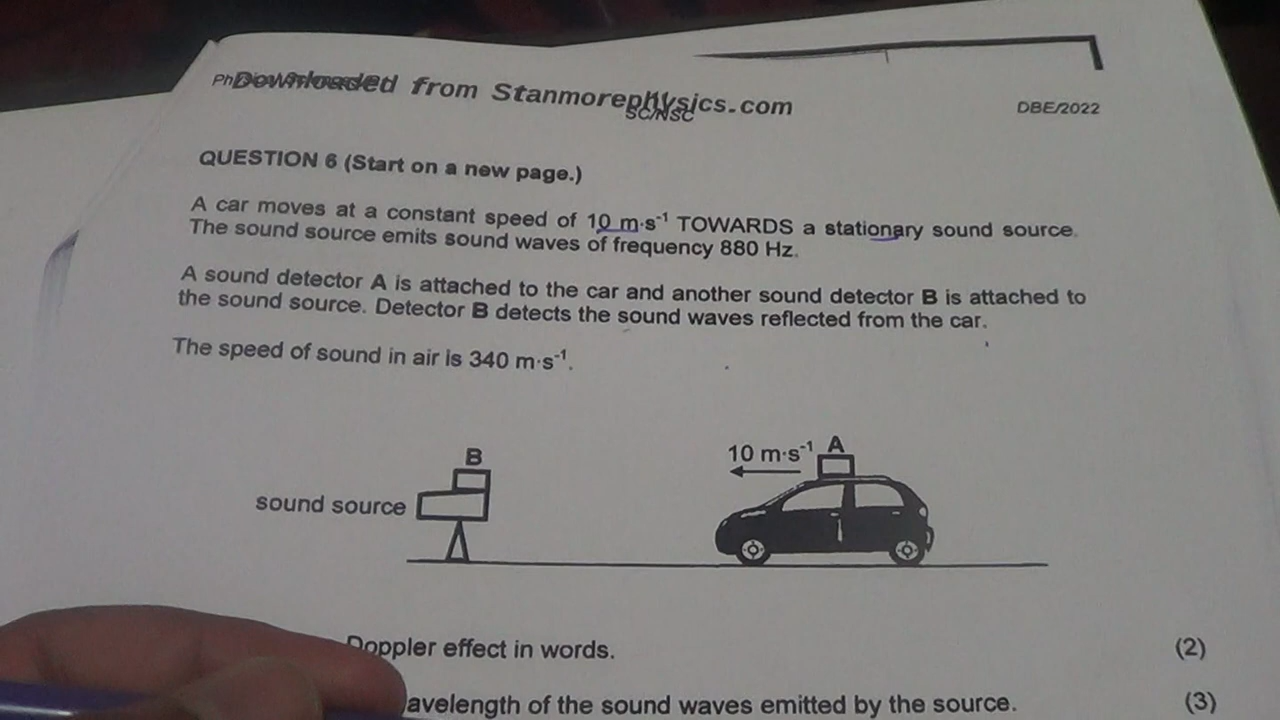 Downloaded from Stanmorephysics.com
SC/NSC
DBE/2022
QUESTION 6 (Start on a new page.)
A car moves at a constant speed of 10 m·s⁻¹ TOWARDS a stationary sound source.
The sound source emits sound waves of frequency 880 Hz.
A sound detector A is attached to the car and another sound detector B is attached to
the sound source. Detector B detects the sound waves reflected from the car.
The speed of sound in air is 340 m·s⁻¹.
10 m·s⁻¹ A
B
sound source
Doppler effect in words. (2)
avelength of the sound waves emitted by the source. (3)